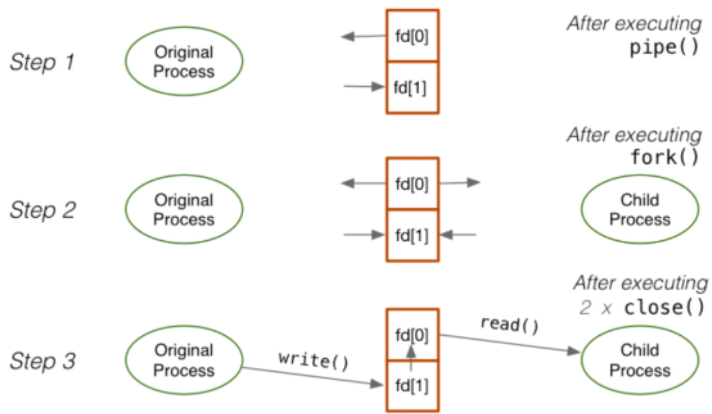 After executing
pipe()
Step 1
Original
Process
fd[0]
fd[1]
After executing
fork()
Step 2
Original
Process
fd[0]
fd[1]
Child
Process
After executing
2 x close()
Step 3
Original
Process
write()
fd[0]
fd[1]
read()
Child
Process